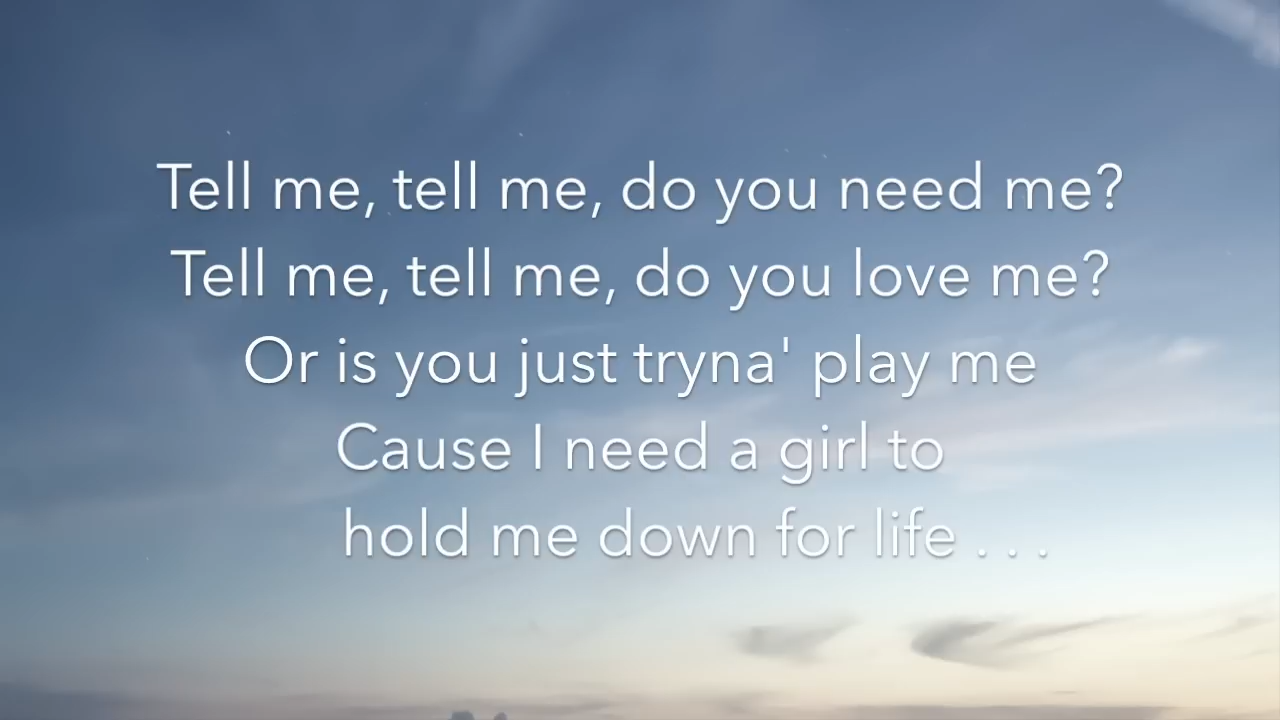 Tell me, tell me, do you need me?
Tell me, tell me, do you love me?
Or is you just tryna' play me
Cause I need a girl to
hold me down for life . . .